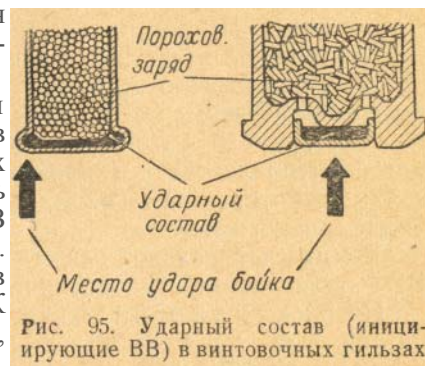 Порохов.
заряд
Ударный
состав
Место удара бойка
Рис. 95. Ударный состав (иници-
ирующие ВВ) в винтовочных гильзах